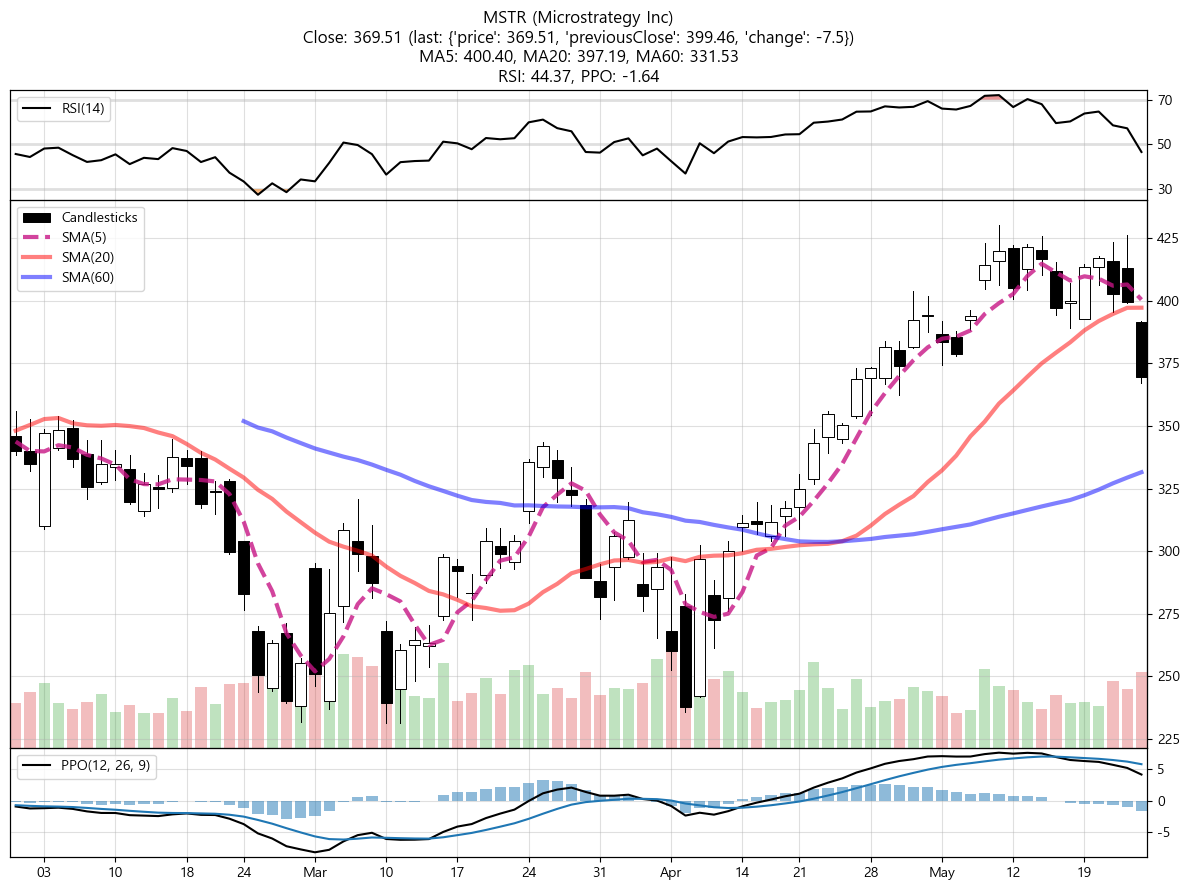 MSTR (Microstrategy Inc)
Close: 369.51 (last: {'price': 369.51, 'previousClose': 399.46, 'change': -7.5})
MA5: 400.40, MA20: 397.19, MA60: 331.53
RSI: 44.37, PPO: -1.64
RSI(14)
70
50
30
Candlesticks
SMA(5)
SMA(20)
SMA(60)
425
400
375
350
325
300
275
250
225
PPO(12, 26, 9)
5
0
-5
03 10 18 24 Mar 10 17 24 31 Apr 14 21 28 May 12 19